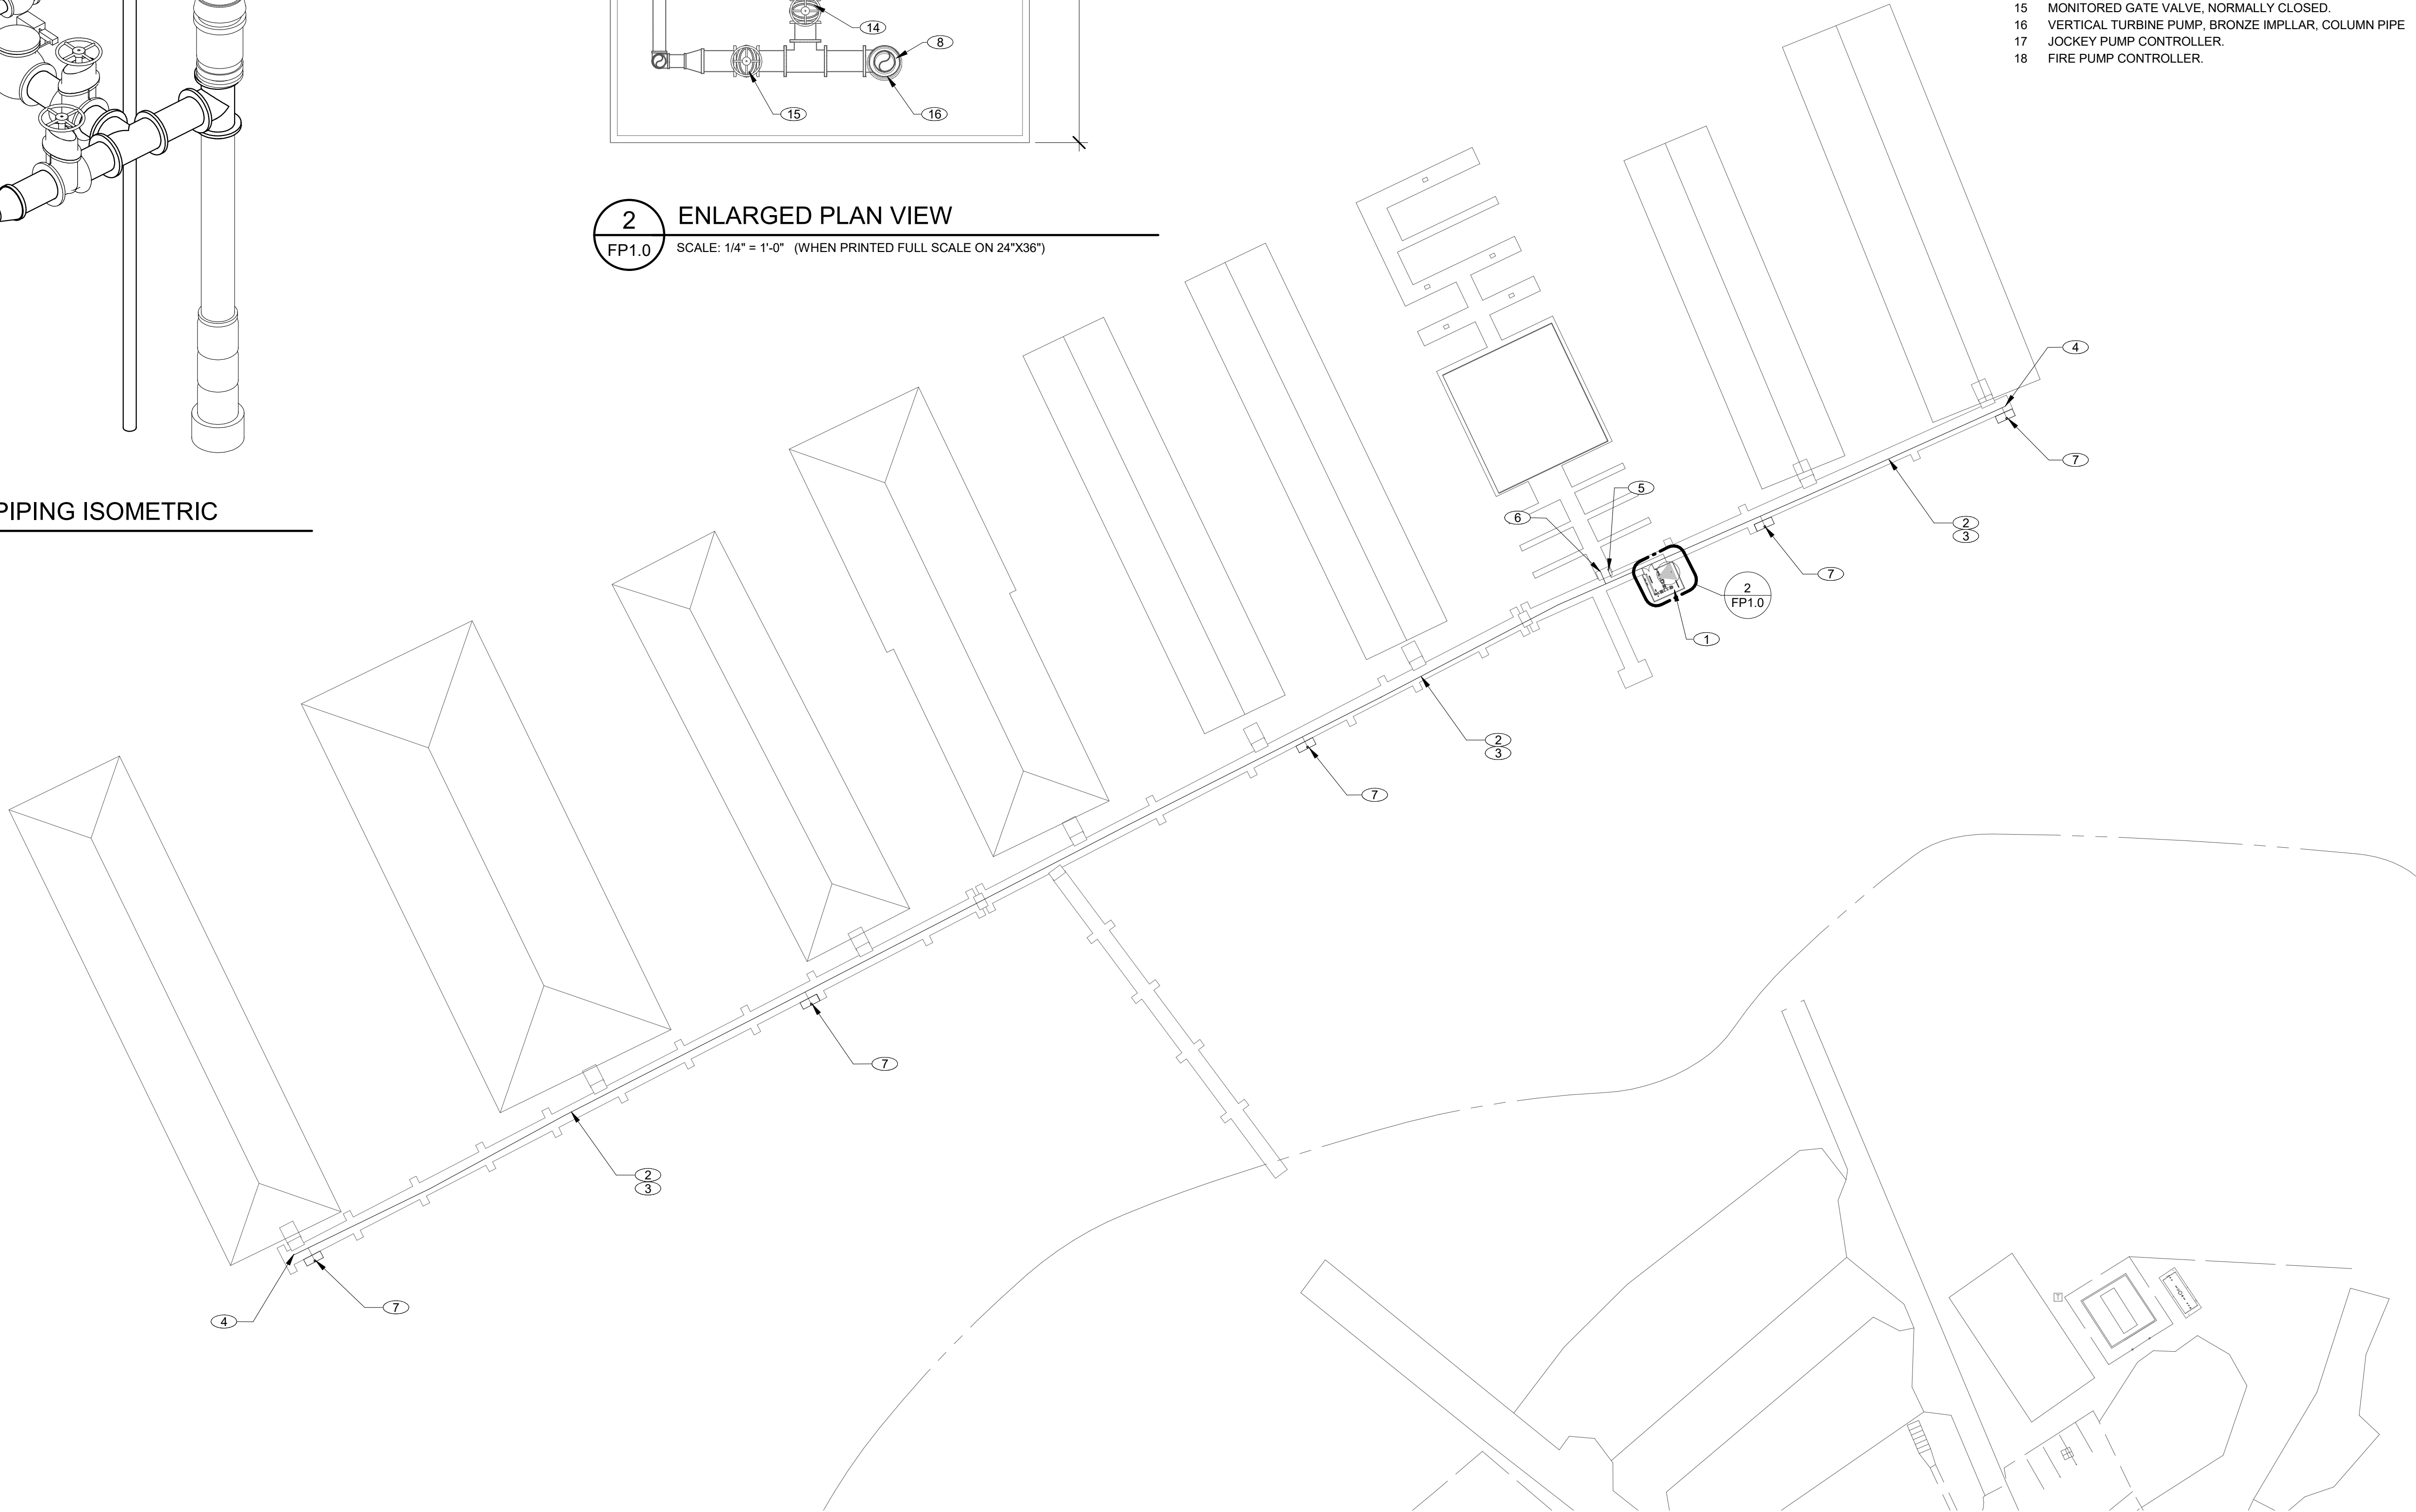 15 MONITORED GATE VALVE, NORMALLY CLOSED.
16 VERTICAL TURBINE PUMP, BRONZE IMPLLAR, COLUMN PIPE
17 JOCKEY PUMP CONTROLLER.
18 FIRE PUMP CONTROLLER.
14
8
15
16
2
FP1.0
ENLARGED PLAN VIEW
SCALE: 1/4" = 1'-0" (WHEN PRINTED FULL SCALE ON 24"X36")
PIPING ISOMETRIC
4
7
5
6
2
3
7
2
FP1.0
1
2
3
7
7
2
3
7
4
T